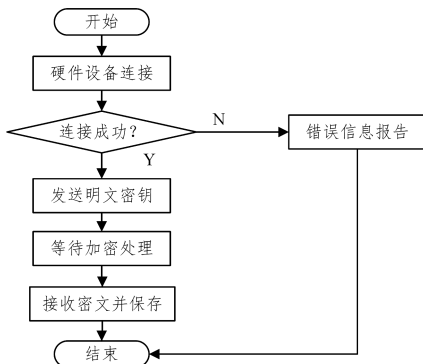 开始
硬件设备连接
连接成功?
N
错误信息报告
Y
发送明文密钥
等待加密处理
接收密文并保存
结束